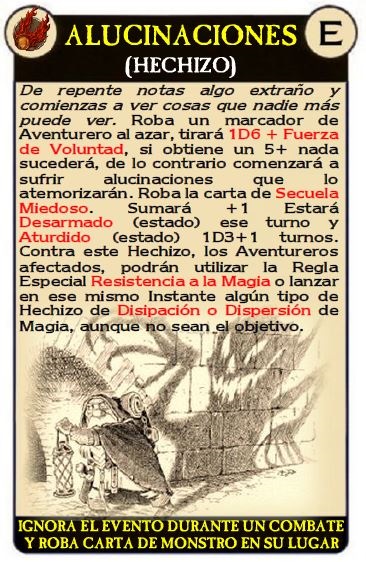 ALUCINACIONES
E
(HECHIZO)
De repente notas algo extraño y
comienzas a ver cosas que nadie más
puede ver. Roba un marcador de
Aventurero al azar, tirará 1D6 + Fuerza
de Voluntad, si obtiene un 5+ nada
sucederá, de lo contrario comenzará a
sufrir alucinaciones que lo
atemorizarán. Roba la carta de Secuela
Miedoso. Sumará +1 Estará
Desarmado (estado) ese turno y
Aturdido (estado) 1D3+1 turnos.
Contra este Hechizo, los Aventureros
afectados, podrán utilizar la Regla
Especial Resistencia a la Magia o lanzar
en ese mismo Instante algún tipo de
Hechizo de Disipación o Dispersión de
Magia, aunque no sean el objetivo.
IGNORA EL EVENTO DURANTE UN COMBATE
Y ROBA CARTA DE MONSTRO EN SU LUGAR